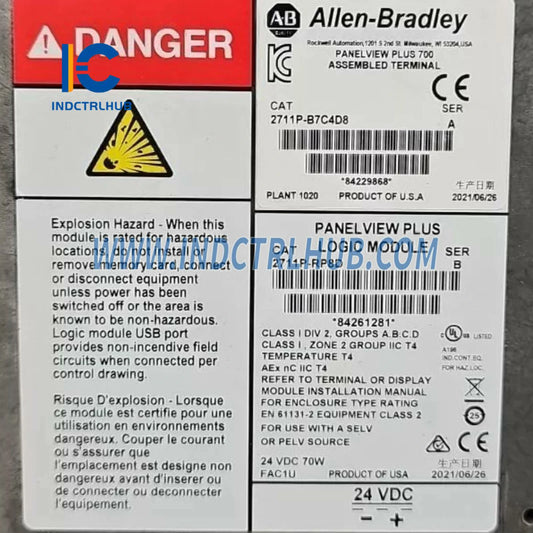 DANGER
IC
INDCTRLHUB
Explosion Hazard - When this
module is rated for hazardous
locations, do not install or
remove memory card, connect
or disconnect equipment
unless power has been
switched off or the area is
known to be non-hazardous.
Logic module USB port
provides non-incendive field
circuits when connected per
control drawing.
Risque D'explosion - Lorsque
ce module est certifié pour une
utilisation en environnements
dangereux. Couper le courant
ou s'assurer que
l'emplacement est designe non
dangereux avant d'inserer ou
de connecter ou deconnecter
l'equipement.
AB
QUALITY
Allen-Bradley
Rockwell Automation,1201 S 2nd St. Milwaukee, WI 53204,USA
PANELVIEW PLUS 700
ASSEMBLED TERMINAL
CE
CAT
SER
2711P-B7C4D8
A
*84229868*
生产日期
PLANT 1020 PRODUCT OF U.S.A
2021/06/26
PANELVIEW PLUS
LOGIC MODULE
CAT
SER
2711P-RP8D
B
WWW.INDCTRLHUB.COM
*84261281*
CLASS I DIV 2, GROUPS A,B,C,D
CLASS I , ZONE 2 GROUP IIC T4
TEMPERATURE T4
AEx nC IIC T4
REFER TO TERMINAL OR DISPLAY
MODULE INSTALLATION MANUAL
FOR ENCLOSURE TYPE RATING
EN 61131-2 EQUIPMENT CLASS 2
FOR USE WITH A SELV
OR PELV SOURCE
c UL US LISTED
A196
IND.CONT.EQ.
FOR HAZ.LOC.
25
CE
24 VDC 70W
生产日期
FAC1U PRODUCT OF USA
2021/06/26
24 VDC
− +